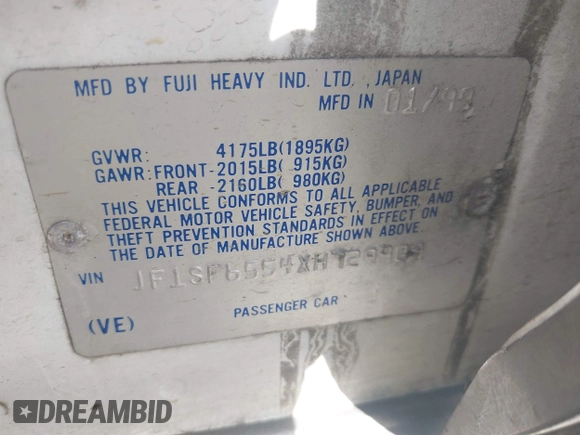 MFD BY FUJI HEAVY IND. LTD., JAPAN
MFD IN 01/99
GVWR: 4175LB(1895KG)
GAWR: FRONT-2015LB( 915KG)
REAR -2160LB( 980KG)
THIS VEHICLE CONFORMS TO ALL APPLICABLE
FEDERAL MOTOR VEHICLE SAFETY, BUMPER, AND
THEFT PREVENTION STANDARDS IN EFFECT ON
THE DATE OF MANUFACTURE SHOWN ABOVE.
VIN
PASSENGER CAR
(VE)
DREAMBID